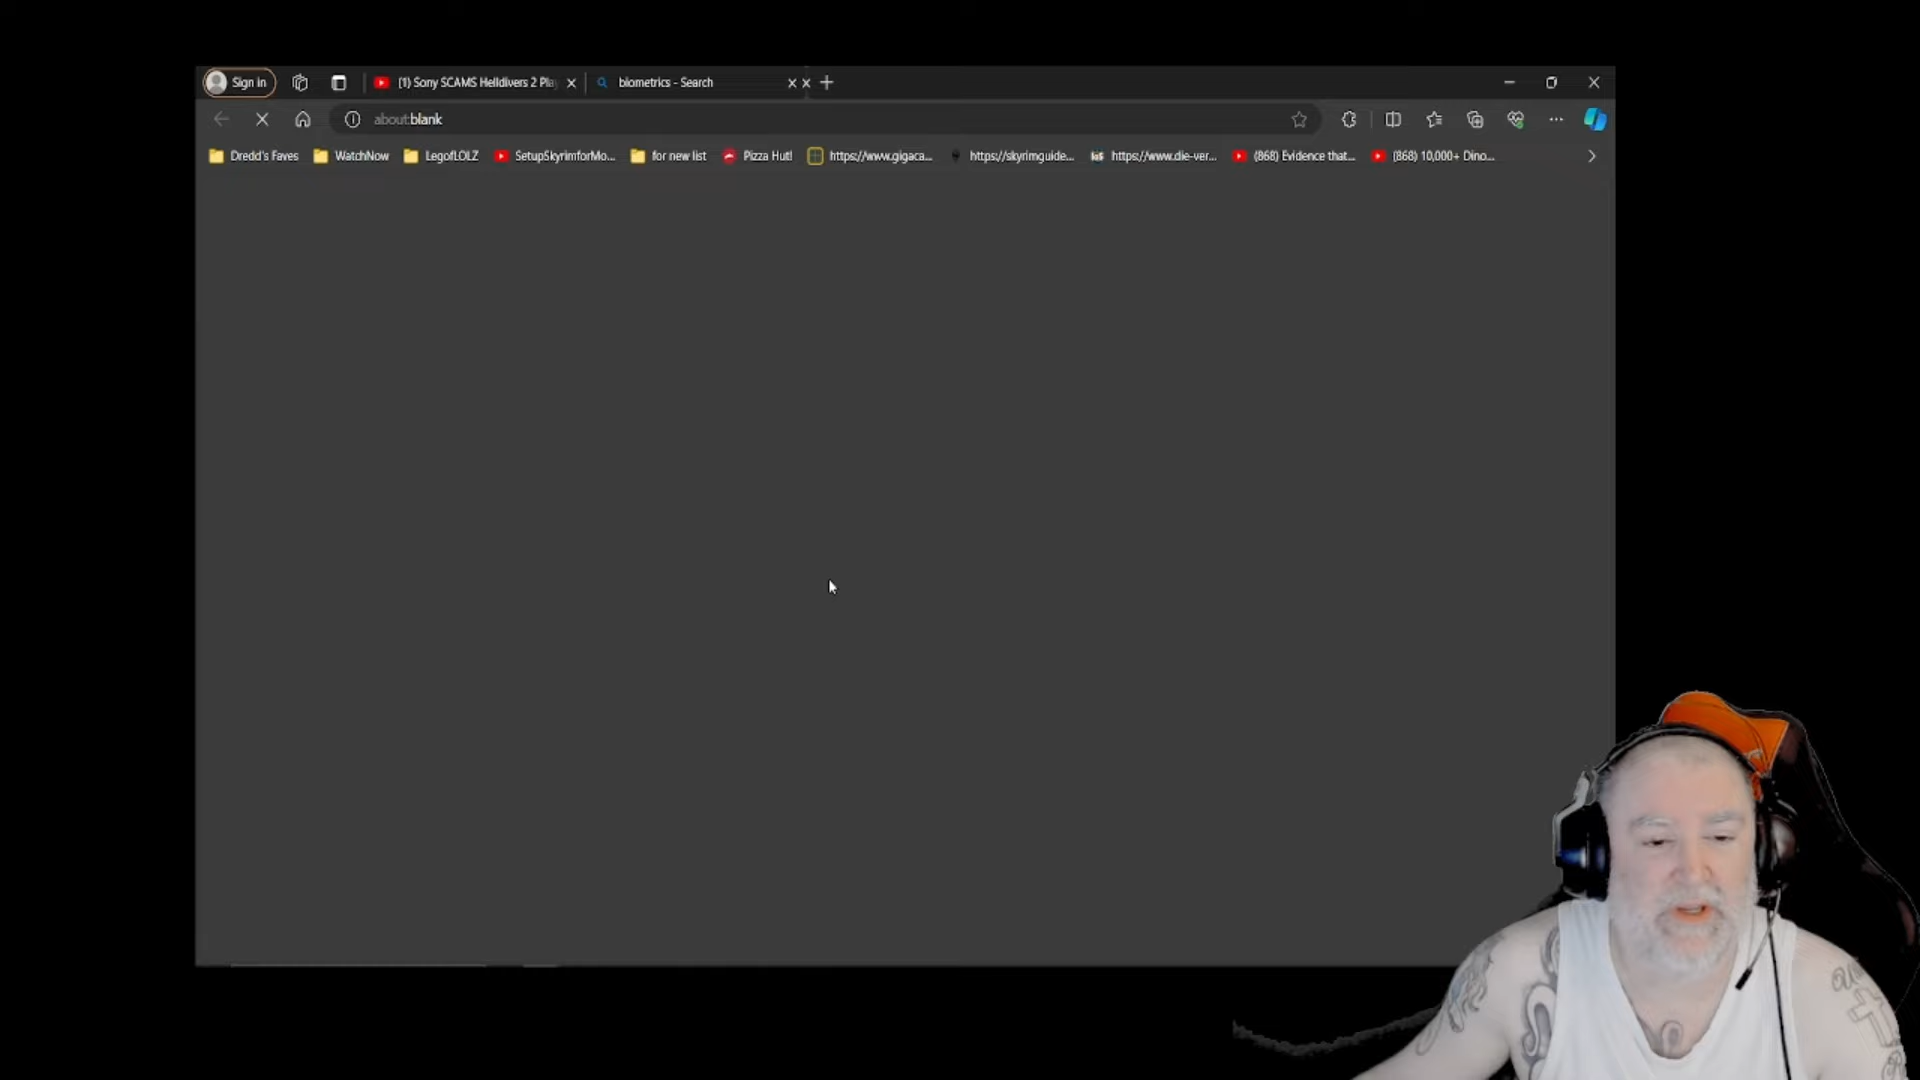 Sign in
(1) Sony SCAMS Helldivers 2 Pla
biometrics - Search
about:blank
Dredd's Faves
WatchNow
LegofLOLZ
SetupSkyrimforMo...
for new list
Pizza Hut!
https://www.gigaca...
https://skyrimguide...
https://www.die-ver...
(868) Evidence that...
(868) 10,000+ Dino...